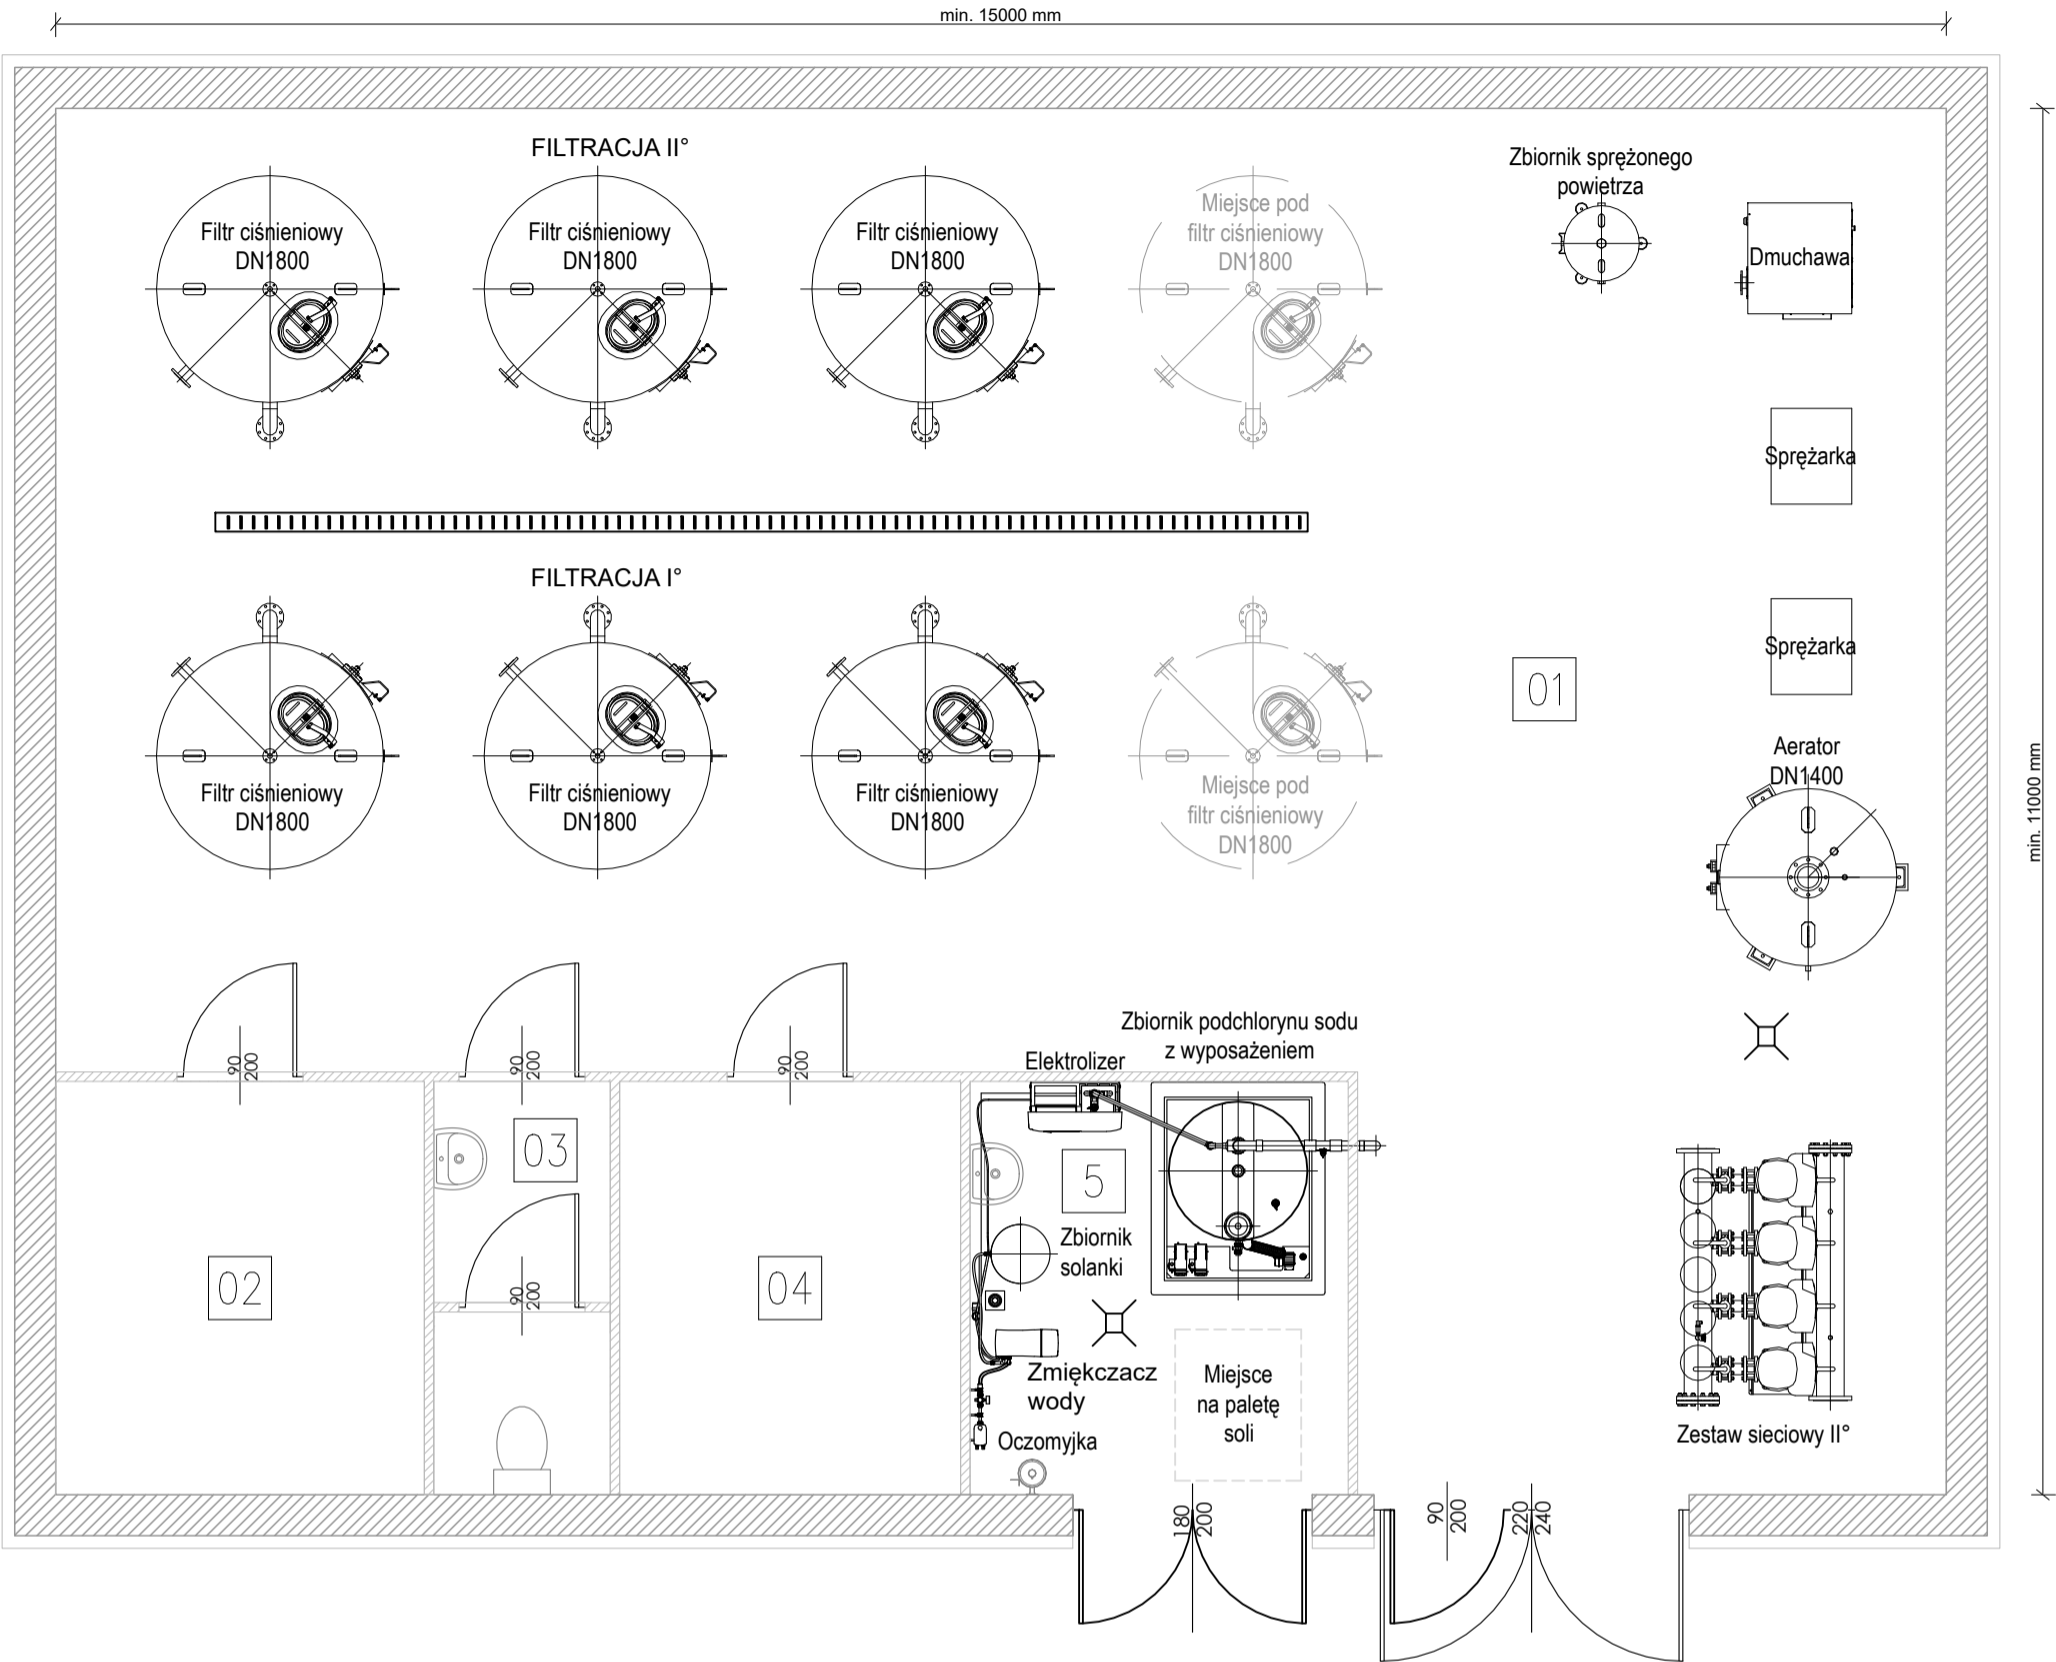 min. 15000 mm
FILTRACJA II°
Zbiornik sprężonego
powietrza
Filtr ciśnieniowy
DN1800
Filtr ciśnieniowy
DN1800
Filtr ciśnieniowy
DN1800
Miejsce pod
filtr ciśnieniowy
DN1800
Dmuchawa
Sprężarka
FILTRACJA I°
Sprężarka
01
Filtr ciśnieniowy
DN1800
Filtr ciśnieniowy
DN1800
Filtr ciśnieniowy
DN1800
Miejsce pod
filtr ciśnieniowy
DN1800
Aerator
DN1400
min. 11000 mm
90
200
90
200
90
200
Zbiornik podchlorynu sodu
z wyposażeniem
Elektrolizer
03
5
Zbiornik
solanki
02
90
200
04
Zmiękczacz
wody
Miejsce
na paletę
soli
Oczomyjka
Zestaw sieciowy II°
180
200
90
200
220
240